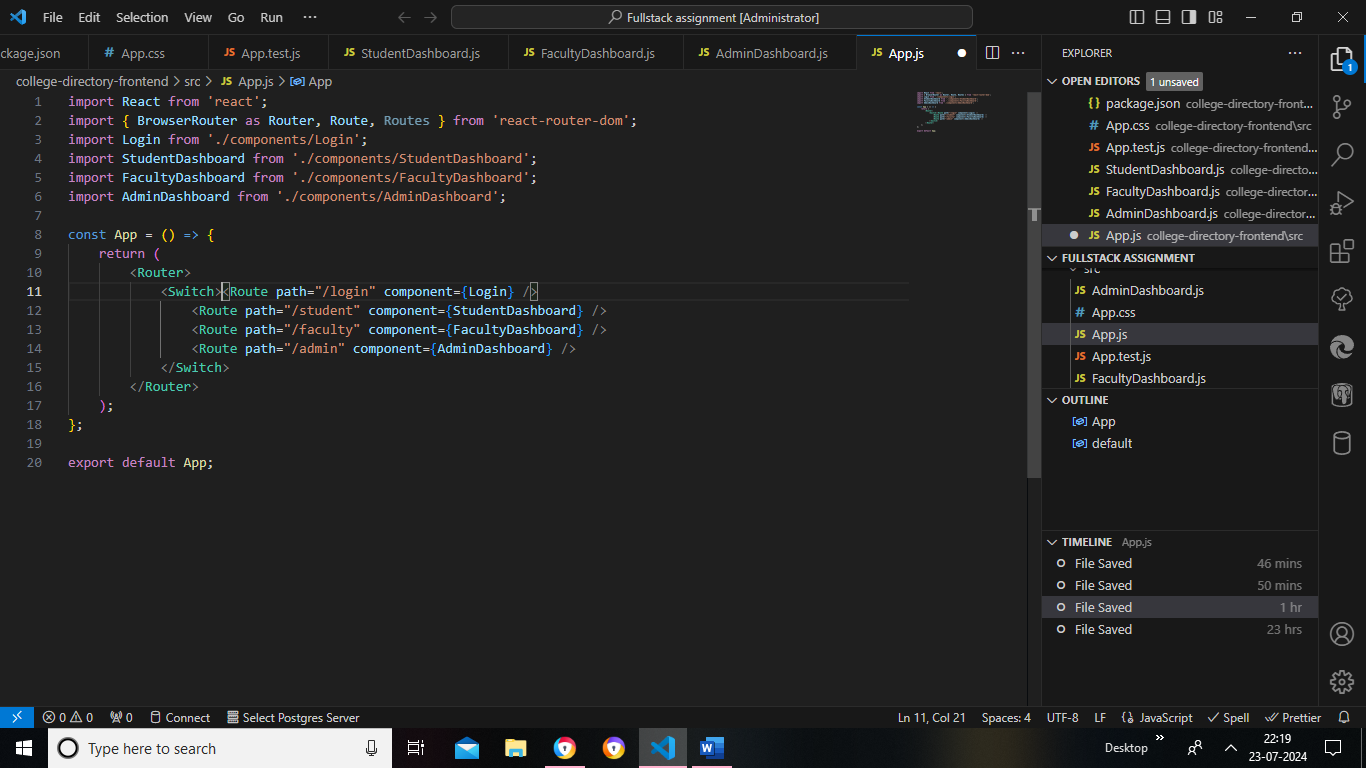 File Edit Selection View Go Run ··· Fullstack assignment [Administrator]
ckage.json # App.css JS App.test.js JS StudentDashboard.js JS FacultyDashboard.js JS AdminDashboard.js JS App.js ···
college-directory-frontend > src > JS App.js > App
1 import React from 'react';
2 import { BrowserRouter as Router, Route, Routes } from 'react-router-dom';
3 import Login from './components/Login';
4 import StudentDashboard from './components/StudentDashboard';
5 import FacultyDashboard from './components/FacultyDashboard';
6 import AdminDashboard from './components/AdminDashboard';
7
8 const App = () => {
9 return (
10 <Router>
11 <Switch><Route path="/login" component={Login} />
12 <Route path="/student" component={StudentDashboard} />
13 <Route path="/faculty" component={FacultyDashboard} />
14 <Route path="/admin" component={AdminDashboard} />
15 </Switch>
16 </Router>
17 );
18 };
19
20 export default App;
EXPLORER ···
OPEN EDITORS 1 unsaved
{} package.json college-directory-front...
# App.css college-directory-frontend\src
JS App.test.js college-directory-frontend...
JS StudentDashboard.js college-directo...
JS FacultyDashboard.js college-director...
JS AdminDashboard.js college-director...
JS App.js college-directory-frontend\src
FULLSTACK ASSIGNMENT
src
JS AdminDashboard.js
# App.css
JS App.js
JS App.test.js
JS FacultyDashboard.js
OUTLINE
App
default
TIMELINE App.js
File Saved 46 mins
File Saved 50 mins
File Saved 1 hr
File Saved 23 hrs
1
0 0 0 Connect Select Postgres Server Ln 11, Col 21 Spaces: 4 UTF-8 LF {} JavaScript Spell Prettier
Type here to search Desktop » 22:19
23-07-2024